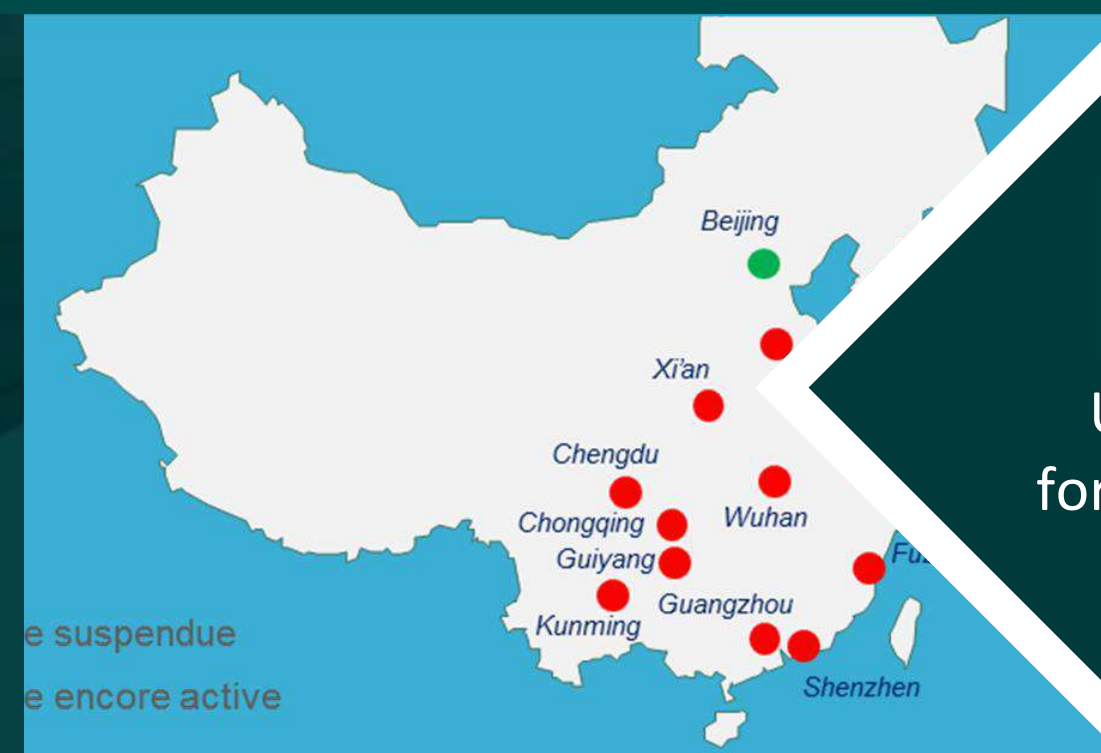 Beijing
Xi'an
Chengdu
Chongqing
Wuhan
Guiyang
Guangzhou
Kunming
Shenzhen
e suspendue
e encore active